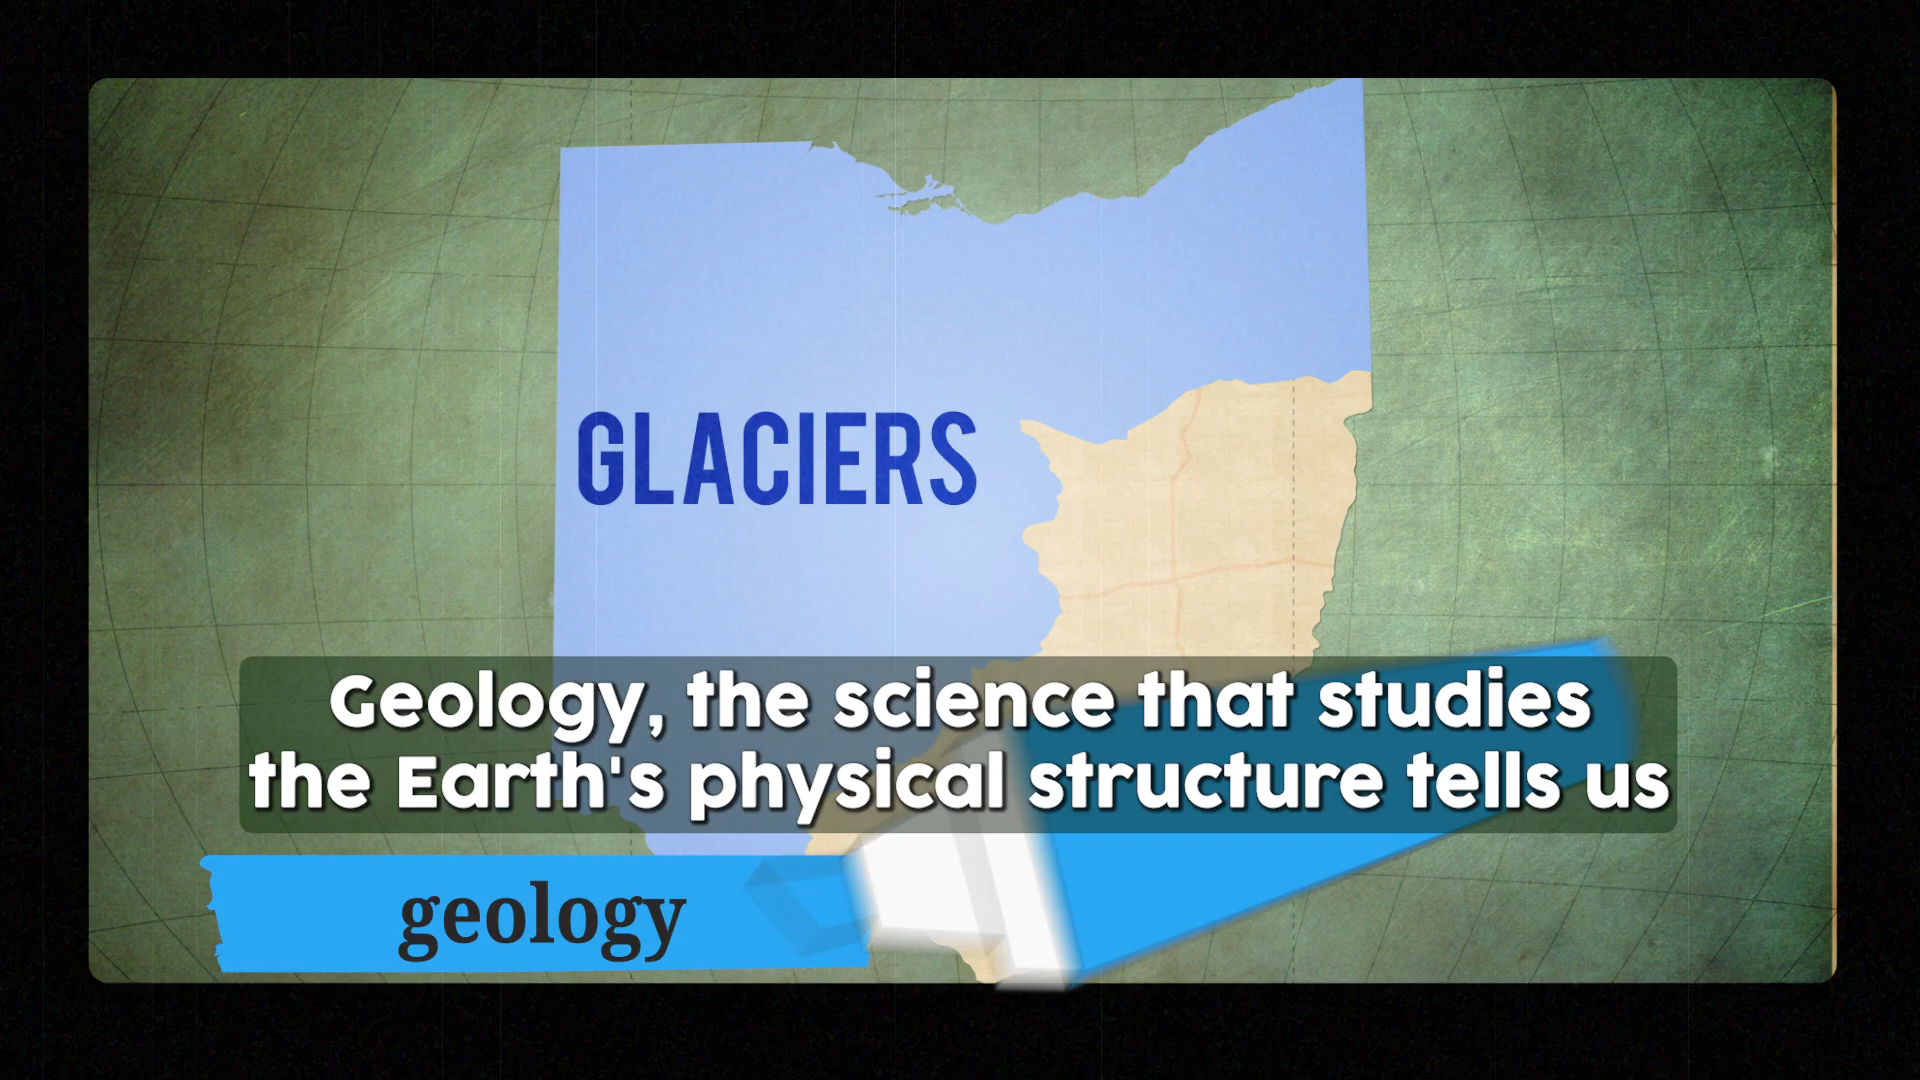 GLACIERS
Geology, the science that studies
the Earth's physical structure tells us
geology